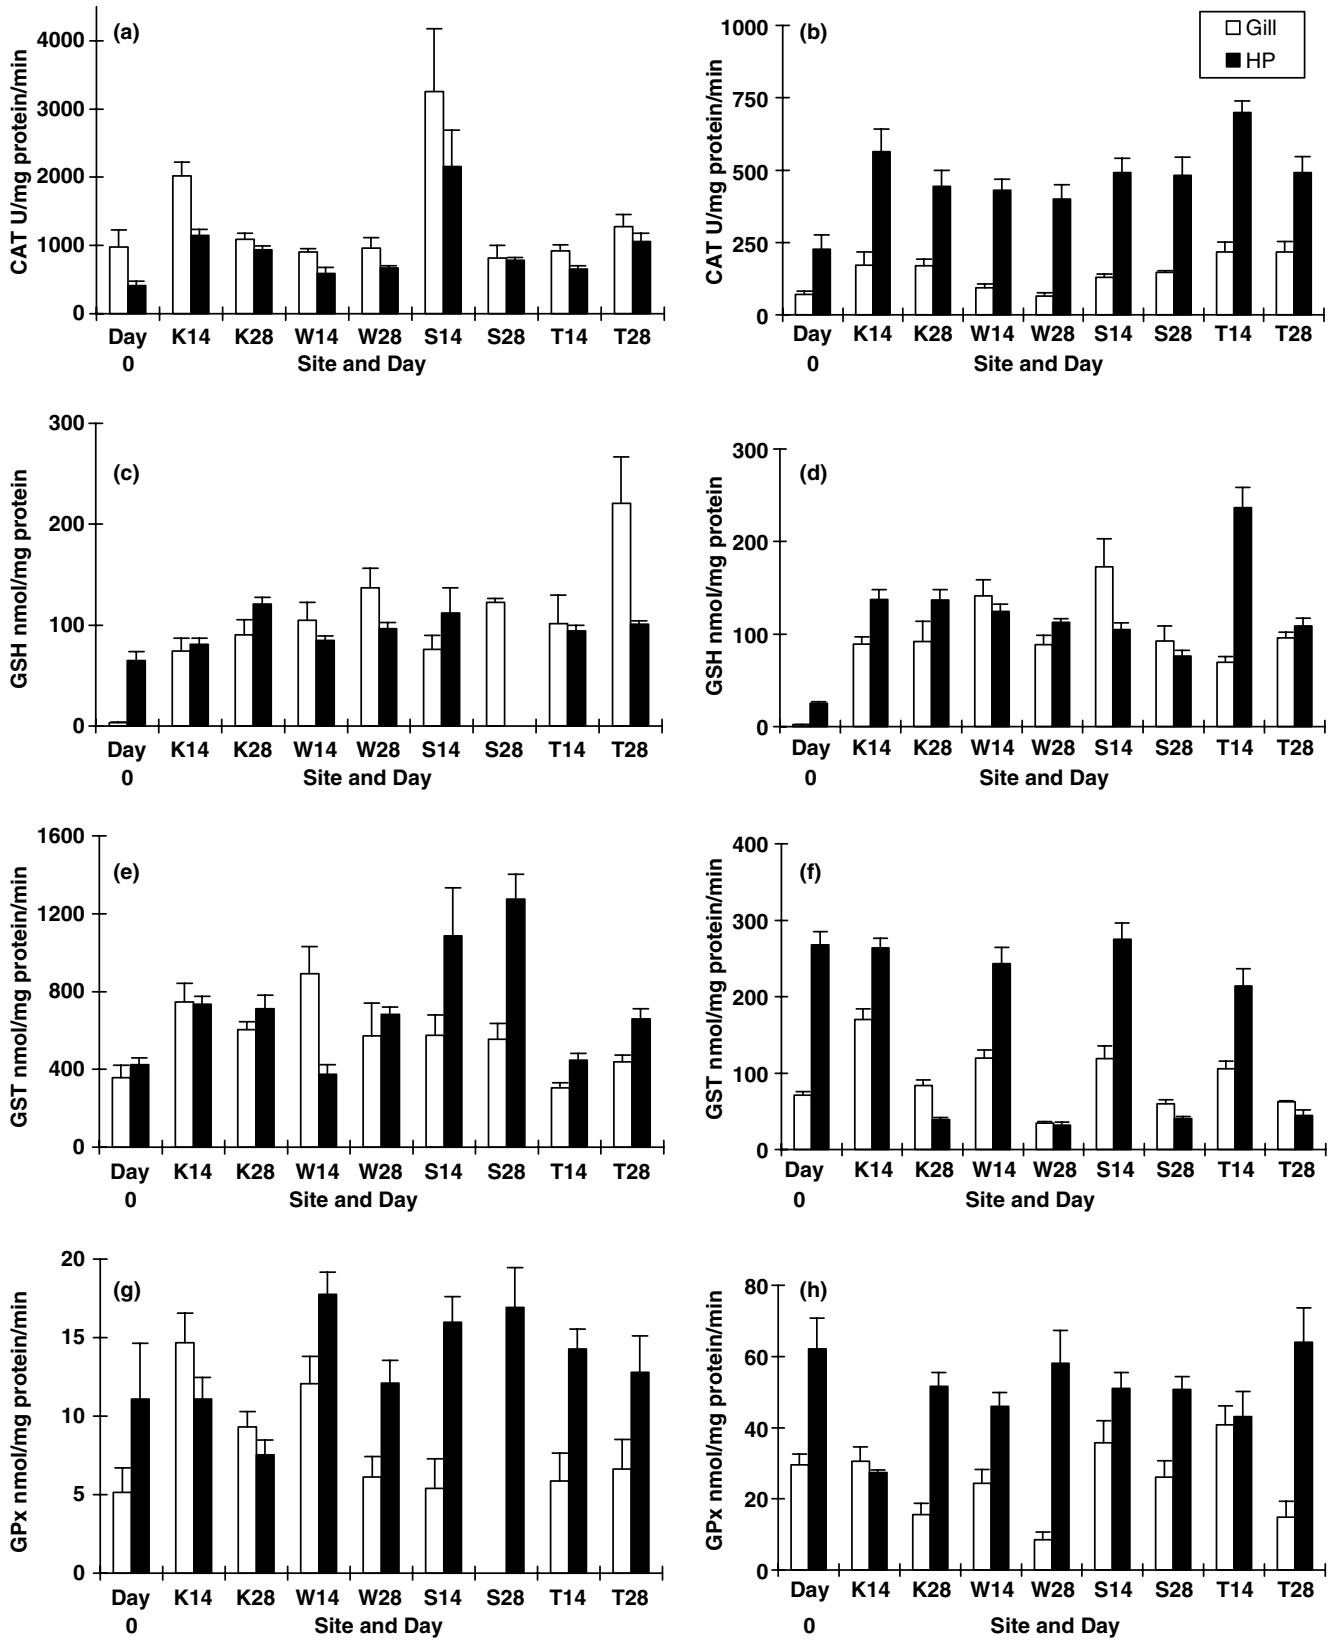 (a)
CAT U/mg protein/min
4000
3000
2000
1000
0
Day K14 K28 W14 W28 S14 S28 T14 T28
0 Site and Day
(b)
Gill
HP
CAT U/mg protein/min
1000
750
500
250
0
Day K14 K28 W14 W28 S14 S28 T14 T28
0 Site and Day
(c)
GSH nmol/mg protein
300
200
100
0
Day K14 K28 W14 W28 S14 S28 T14 T28
0 Site and Day
(d)
GSH nmol/mg protein
300
200
100
0
Day K14 K28 W14 W28 S14 S28 T14 T28
0 Site and Day
(e)
GST nmol/mg protein/min
1600
1200
800
400
0
Day K14 K28 W14 W28 S14 S28 T14 T28
0 Site and Day
(f)
GST nmol/mg protein/min
400
300
200
100
0
Day K14 K28 W14 W28 S14 S28 T14 T28
0 Site and Day
(g)
GPx nmol/mg protein/min
20
15
10
5
0
Day K14 K28 W14 W28 S14 S28 T14 T28
0 Site and Day
(h)
GPx nmol/mg protein/min
80
60
40
20
0
Day K14 K28 W14 W28 S14 S28 T14 T28
0 Site and Day